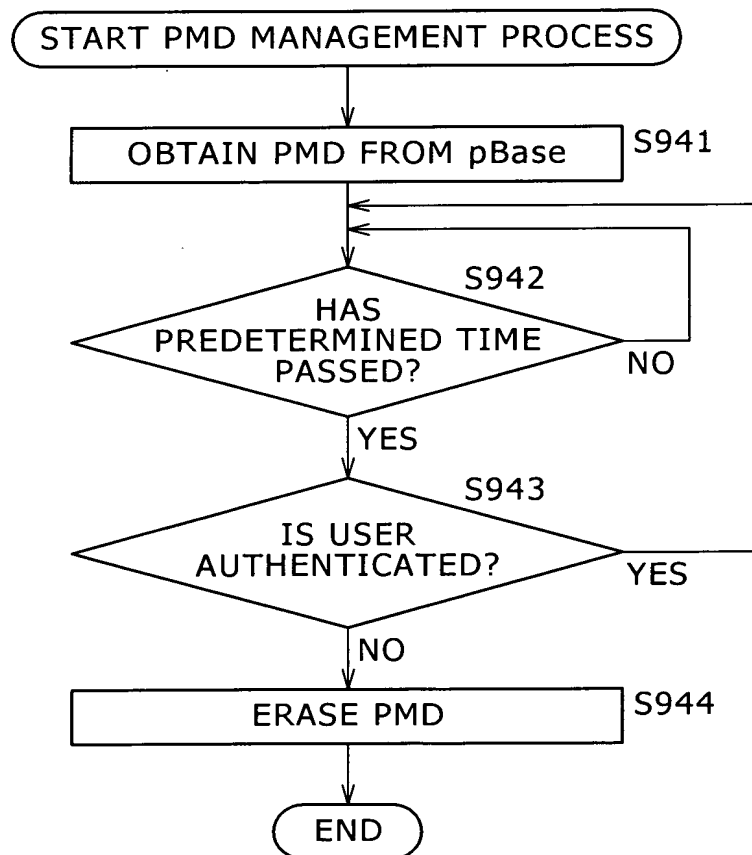 START PMD MANAGEMENT PROCESS
OBTAIN PMD FROM pBase
S941
S942
HAS
PREDETERMINED TIME
PASSED?
NO
YES
S943
IS USER
AUTHENTICATED?
YES
NO
ERASE PMD
S944
END